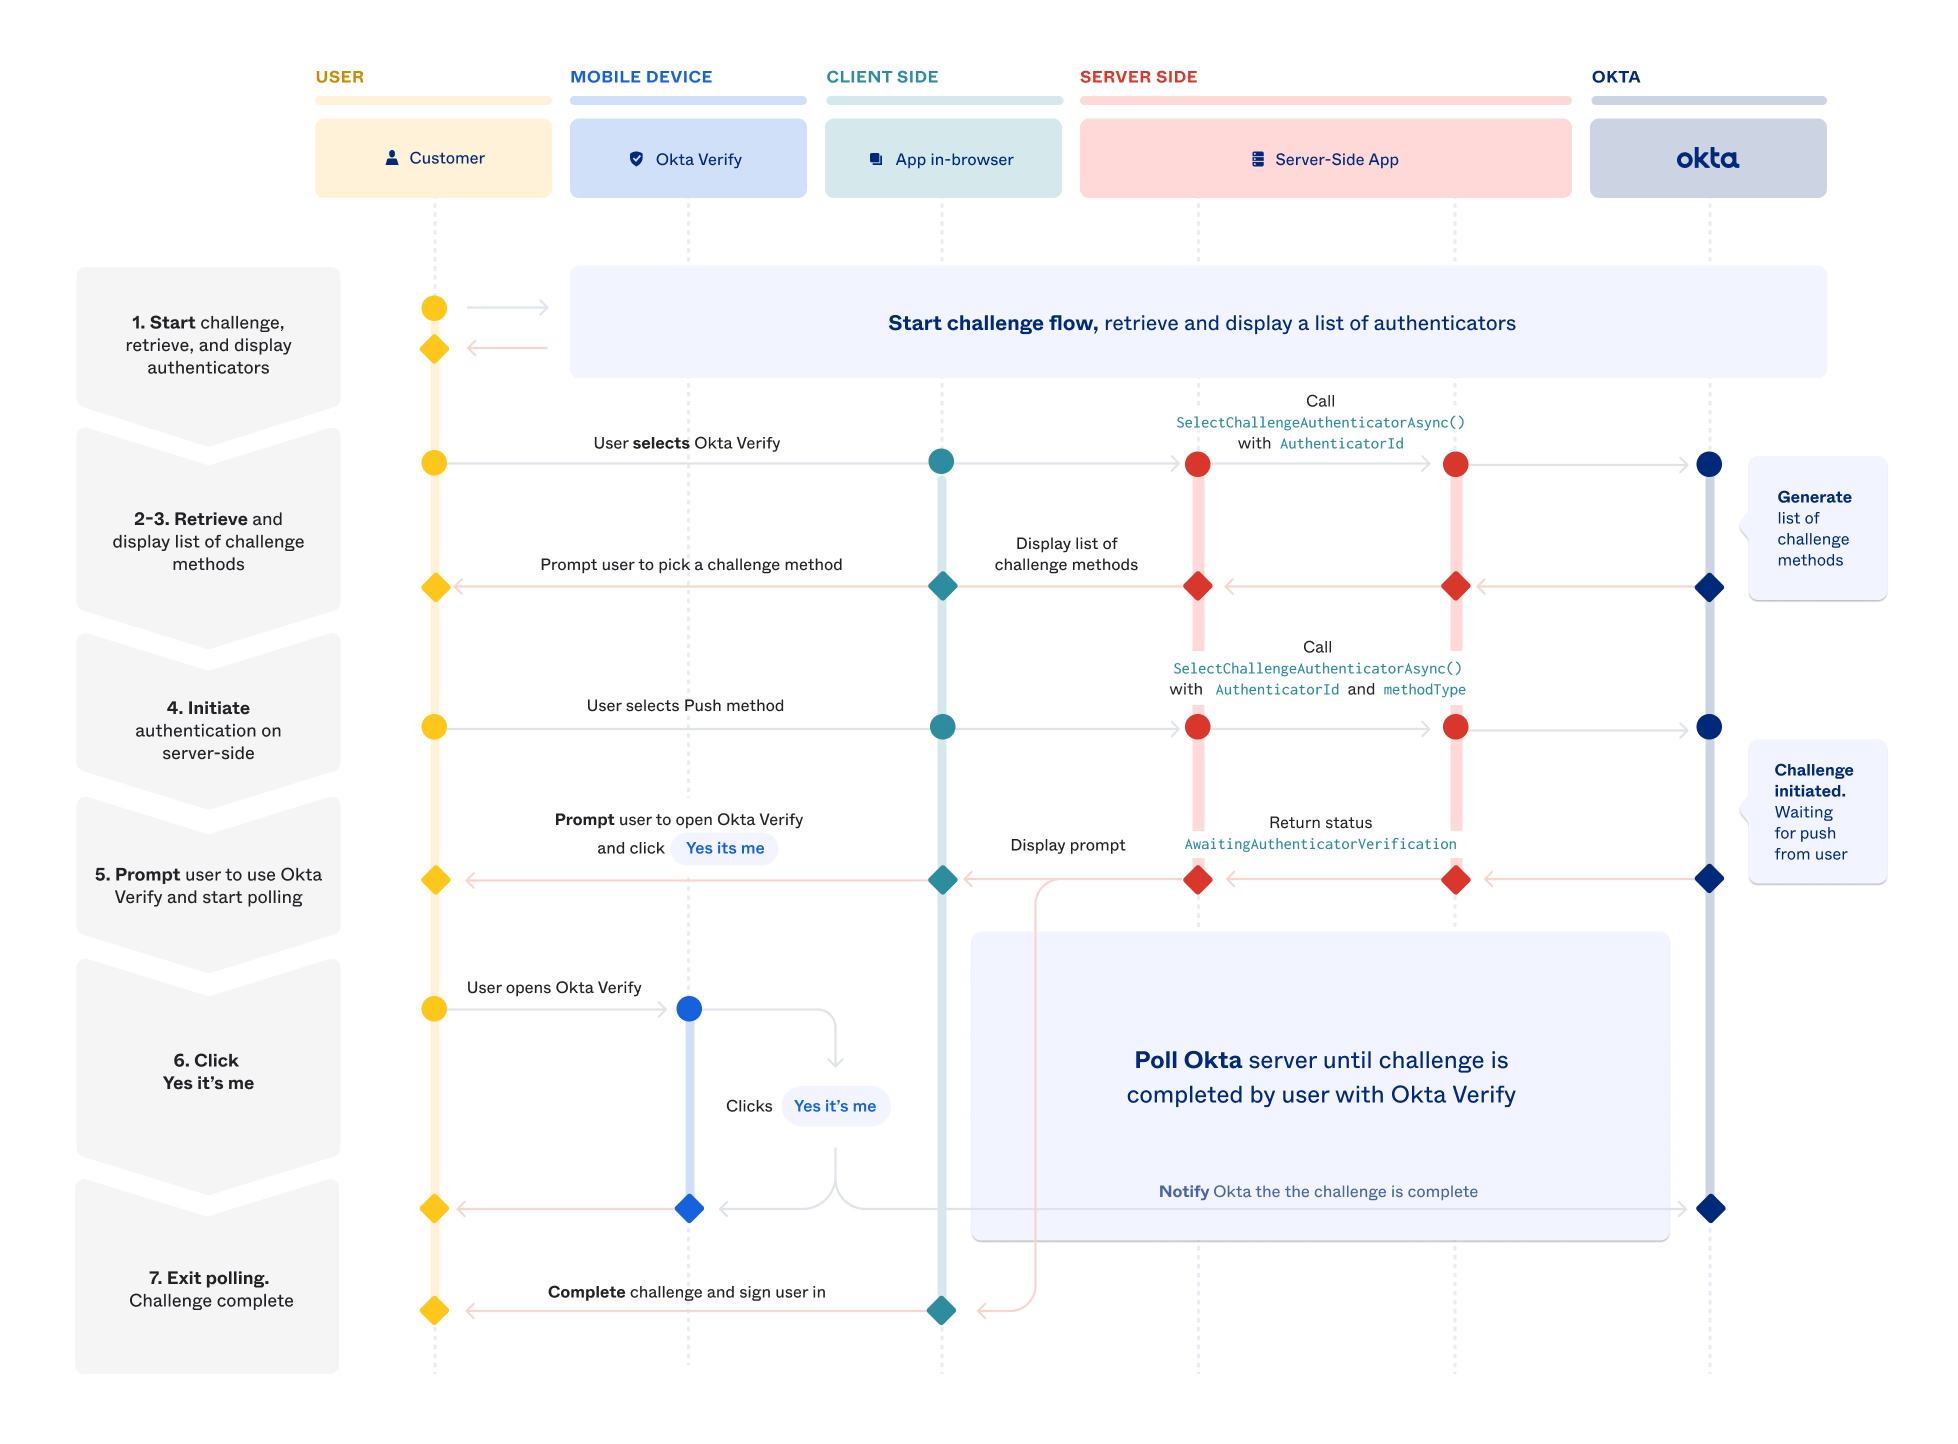 USER
MOBILE DEVICE
CLIENT SIDE
SERVER SIDE
OKTA
Customer
Okta Verify
App in-browser
Server-Side App
okta
1. Start challenge,
retrieve, and display
authenticators
Start challenge flow, retrieve and display a list of authenticators
2-3. Retrieve and
display list of challenge
methods
User selects Okta Verify
Call
SelectChallengeAuthenticatorAsync()
with AuthenticatorId
Generate
list of
challenge
methods
Prompt user to pick a challenge method
Display list of
challenge methods
4. Initiate
authentication on
server-side
User selects Push method
Call
SelectChallengeAuthenticatorAsync()
with AuthenticatorId and methodType
Challenge
initiated.
Waiting
for push
from user
5. Prompt user to use Okta
Verify and start polling
Prompt user to open Okta Verify
and click Yes its me
Display prompt
Return status
AwaitingAuthenticatorVerification
6. Click
Yes it's me
User opens Okta Verify
Clicks Yes it's me
Poll Okta server until challenge is
completed by user with Okta Verify
Notify Okta the the challenge is complete
7. Exit polling.
Challenge complete
Complete challenge and sign user in